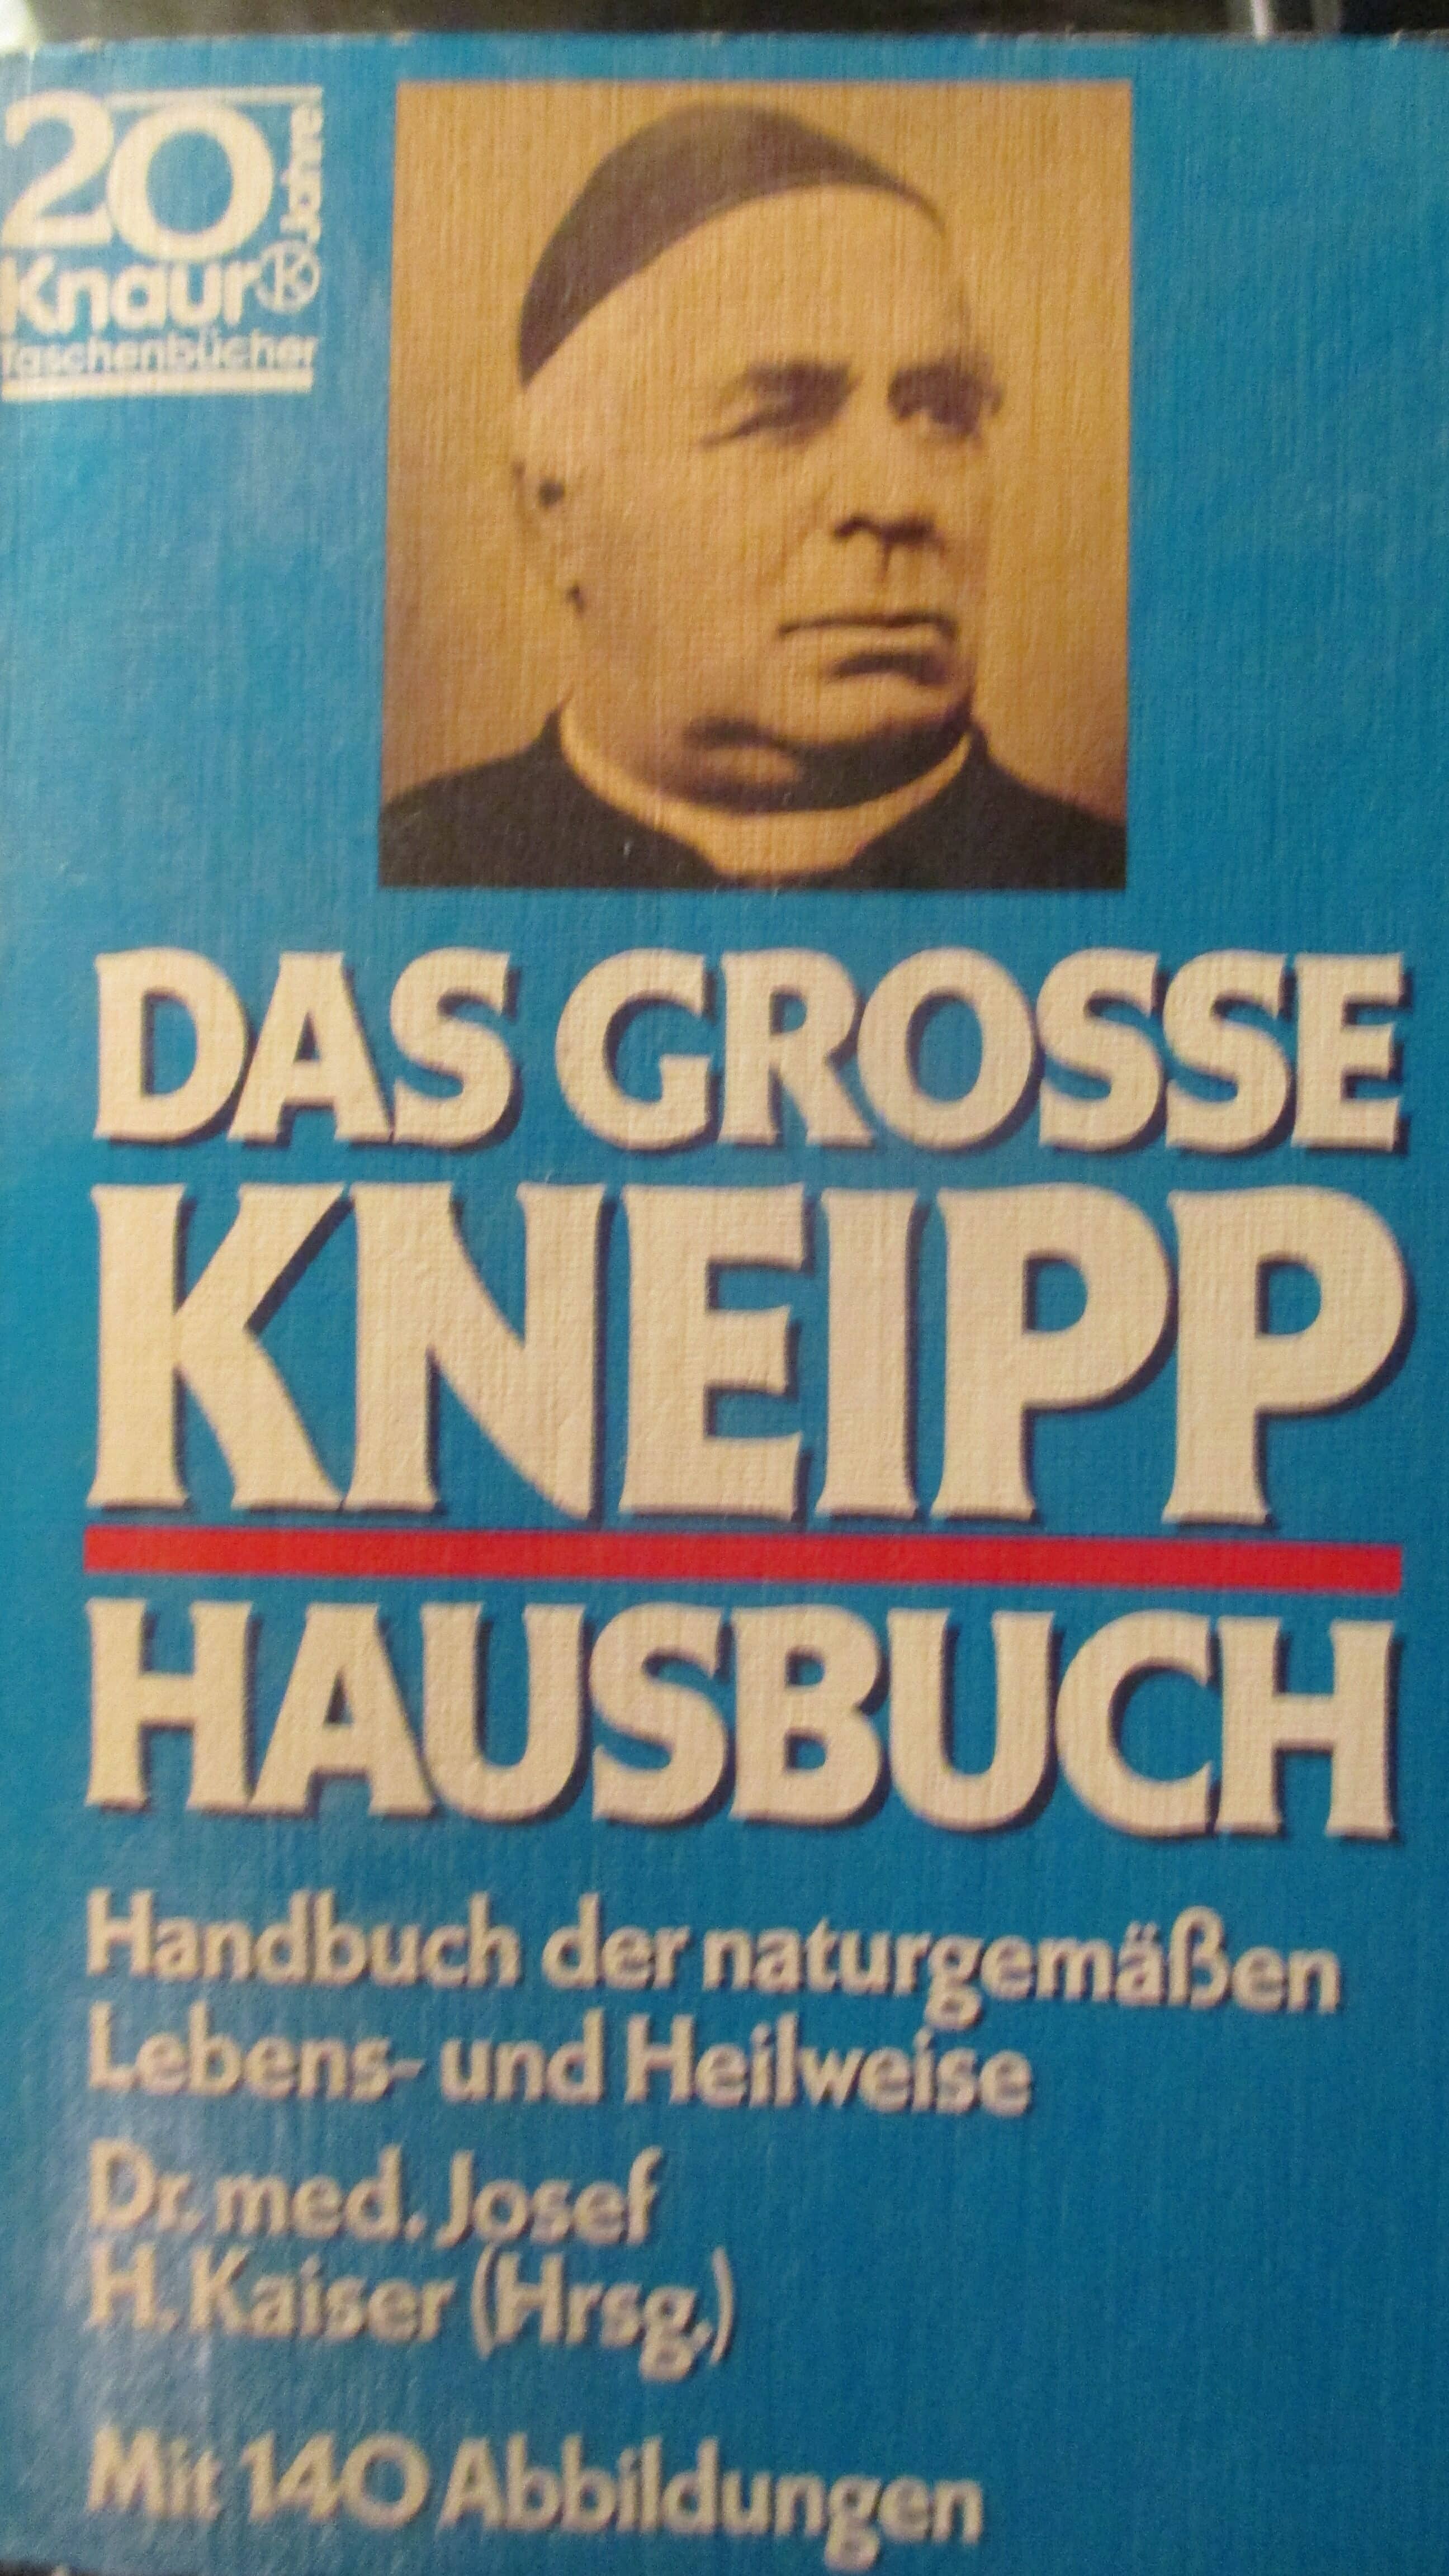 20 Jahre
Knaur K
Taschenbücher
DAS GROSSE
KNEIPP
HAUSBUCH
Handbuch der naturgemäßen
Lebens- und Heilweise
Dr. med. Josef
H. Kaiser (Hrsg.)
Mit 140 Abbildungen